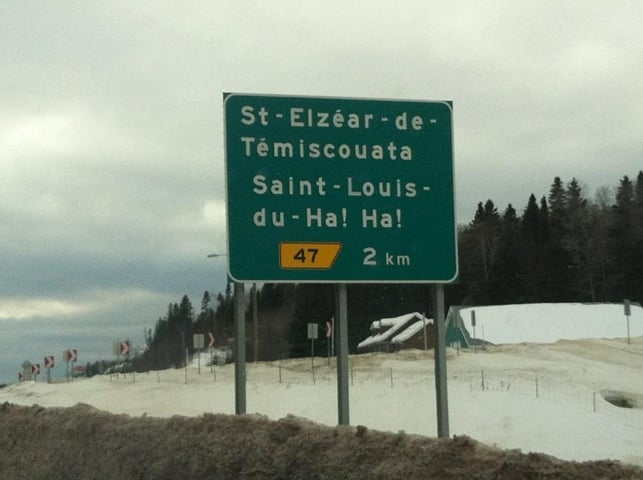 St-Elzéar-de-
Témiscouata
Saint-Louis-
du-Ha! Ha!
47 2 km